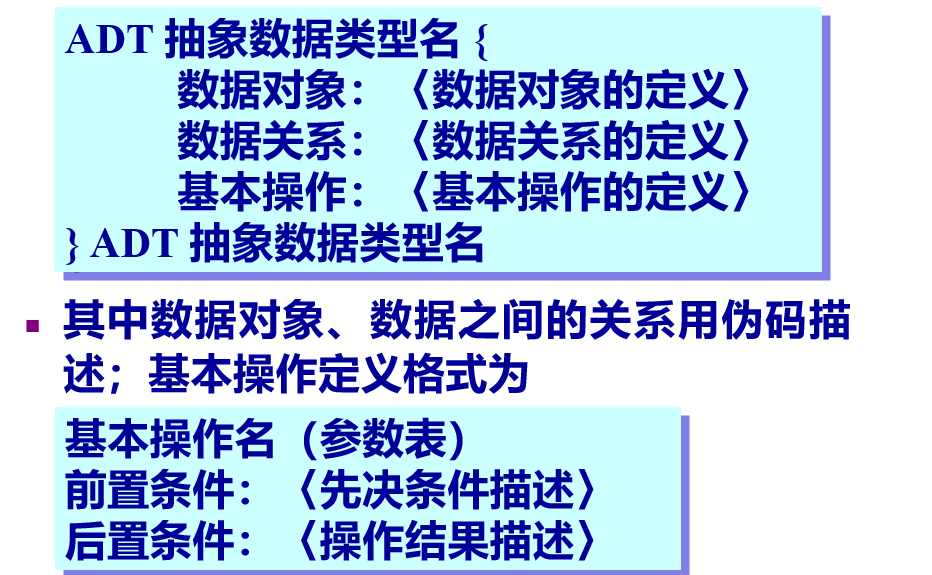 ADT 抽象数据类型名 {
数据对象：〈数据对象的定义〉
数据关系：〈数据关系的定义〉
基本操作：〈基本操作的定义〉
} ADT 抽象数据类型名
其中数据对象、数据之间的关系用伪码描
述；基本操作定义格式为
基本操作名（参数表）
前置条件：〈先决条件描述〉
后置条件：〈操作结果描述〉